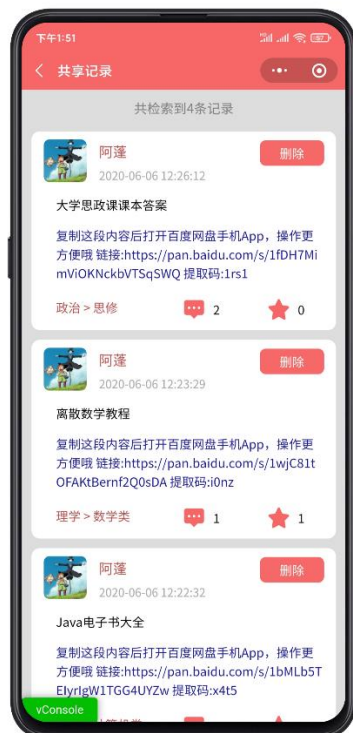 下午1:51
共享记录
共检索到4条记录
阿蓬
删除
2020-06-06 12:26:12
大学思政课课本答案
复制这段内容后打开百度网盘手机App，操作更
方便哦 链接:https://pan.baidu.com/s/1fDH7Mi
mViOKNckbVTSqSWQ 提取码:1rs1
政治 > 思修
2
0
阿蓬
删除
2020-06-06 12:23:29
离散数学教程
复制这段内容后打开百度网盘手机App，操作更
方便哦 链接:https://pan.baidu.com/s/1wjC81t
OFAKtBernf2Q0sDA 提取码:i0nz
理学 > 数学类
1
1
阿蓬
删除
2020-06-06 12:22:32
Java电子书大全
复制这段内容后打开百度网盘手机App，操作更
方便哦 链接:https://pan.baidu.com/s/1bMLb5T
EIyrIgW1TGG4UYZw 提取码:x4t5
vConsole